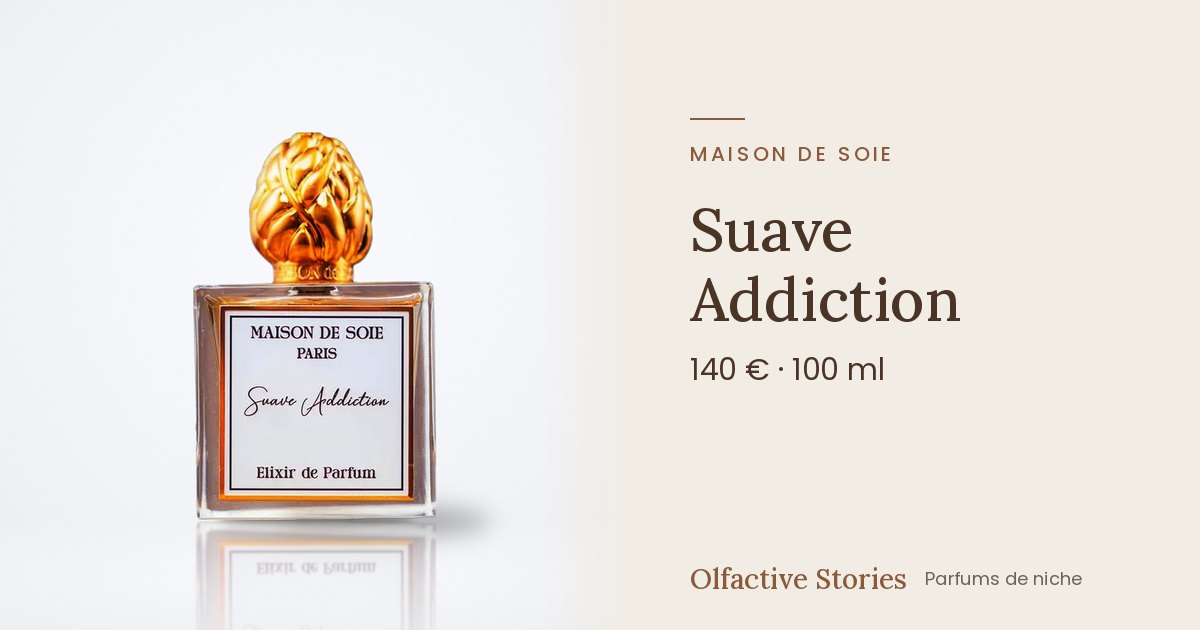 MAISON DE SOIE
PARIS
Suave Addiction
Elixir de Parfum
MAISON DE SOIE
Suave
Addiction
140 € · 100 ml
Olfactive Stories Parfums de niche